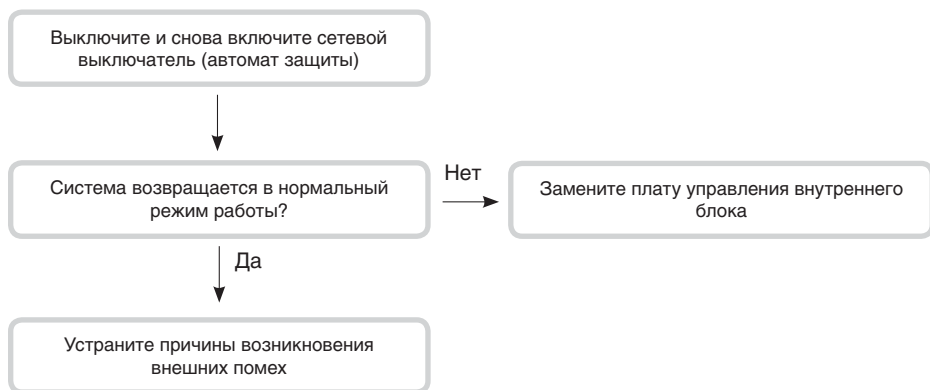 Выключите и снова включите сетевой
выключатель (автомат защиты)
Система возвращается в нормальный
режим работы?
Нет
Замените плату управления внутреннего
блока
Да
Устраните причины возникновения
внешних помех